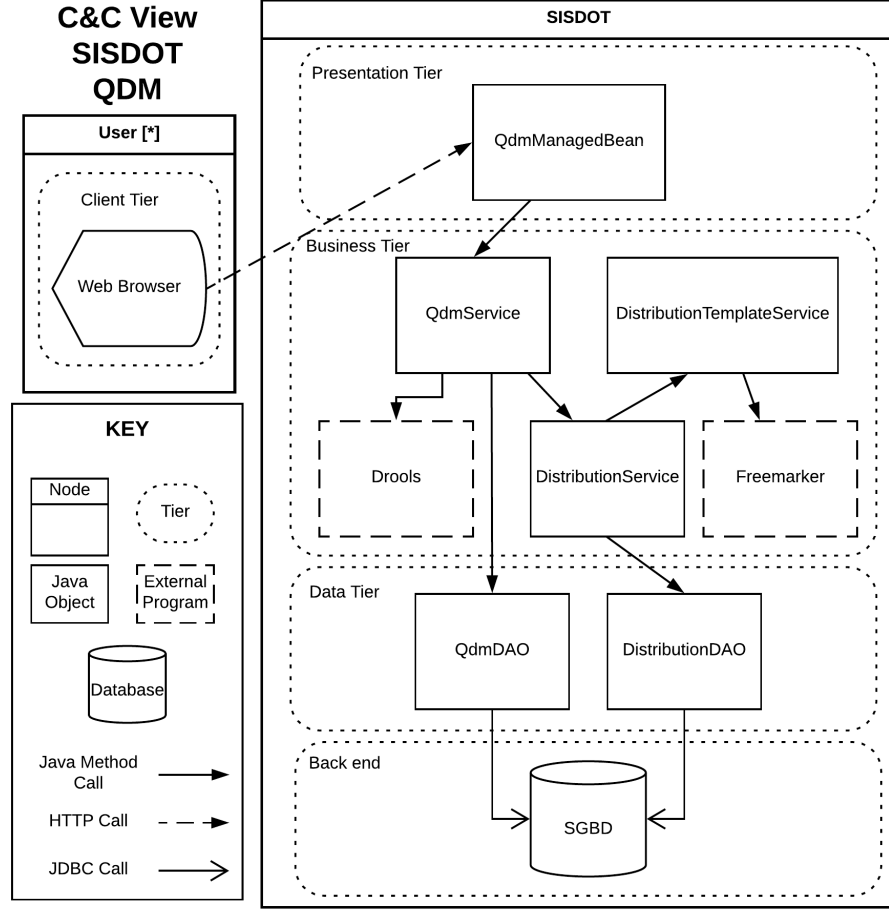 C&C View
SISDOT
QDM
User [*]
Client Tier
Web Browser
KEY
Node
Tier
Java
Object
External
Program
Database
Java Method
Call
HTTP Call
JDBC Call
SISDOT
Presentation Tier
QdmManagedBean
Business Tier
QdmService
DistributionTemplateService
Drools
DistributionService
Freemarker
Data Tier
QdmDAO
DistributionDAO
Back end
SGBD